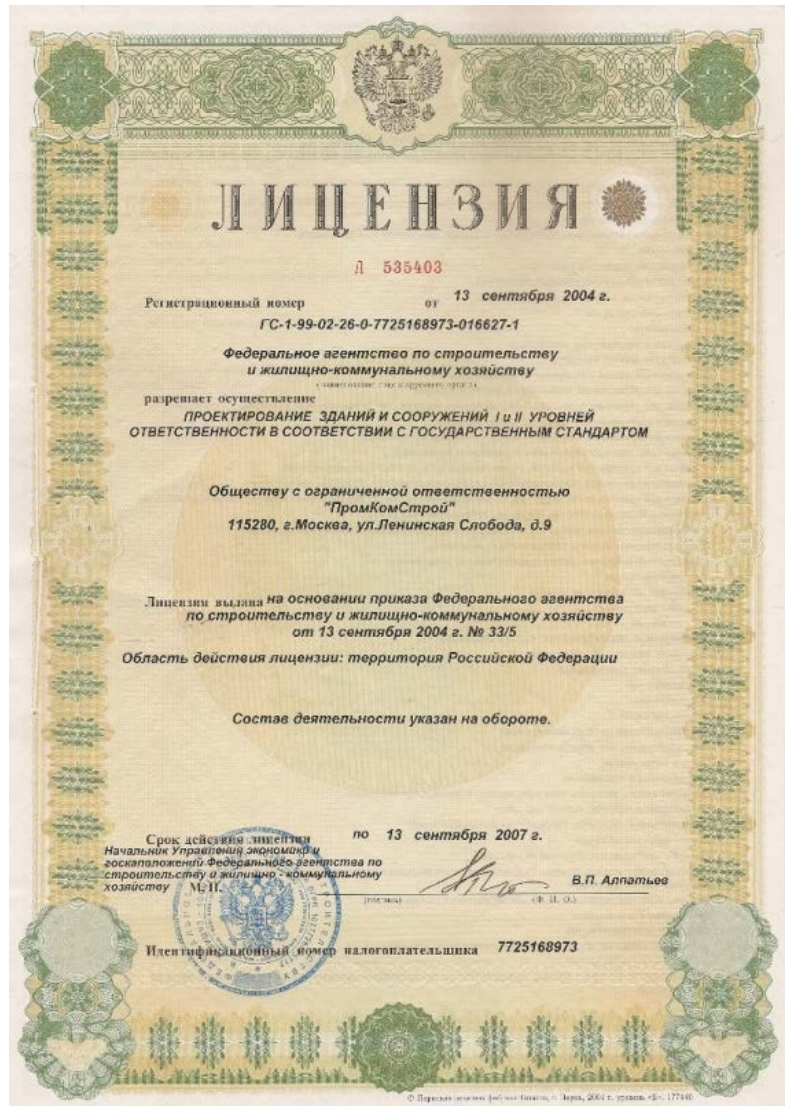 ЛИЦЕНЗИЯ
Д 535403
Регистрационный номер от 13 сентября 2004 г.
ГС-1-99-02-26-0-7725168973-016627-1
Федеральное агентство по строительству
и жилищно-коммунальному хозяйству
(наименование лицензирующего органа)
разрешает осуществление
ПРОЕКТИРОВАНИЕ ЗДАНИЙ И СООРУЖЕНИЙ I и II УРОВНЕЙ
ОТВЕТСТВЕННОСТИ В СООТВЕТСТВИИ С ГОСУДАРСТВЕННЫМ СТАНДАРТОМ
Обществу с ограниченной ответственностью
"ПромКомСтрой"
115280, г.Москва, ул.Ленинская Слобода, д.9
Лицензия выдана на основании приказа Федерального агентства
по строительству и жилищно-коммунальному хозяйству
от 13 сентября 2004 г. № 33/5
Область действия лицензии: территория Российской Федерации
Состав деятельности указан на обороте.
Срок действия лицензии по 13 сентября 2007 г.
Начальник Управления экономики и
госкапвложений Федерального агентства по
строительству и жилищно - коммунальному
хозяйству М. П. В.П. Алпатьев
(подпись) (Ф. И. О.)
Идентификационный номер налогоплательщика 7725168973